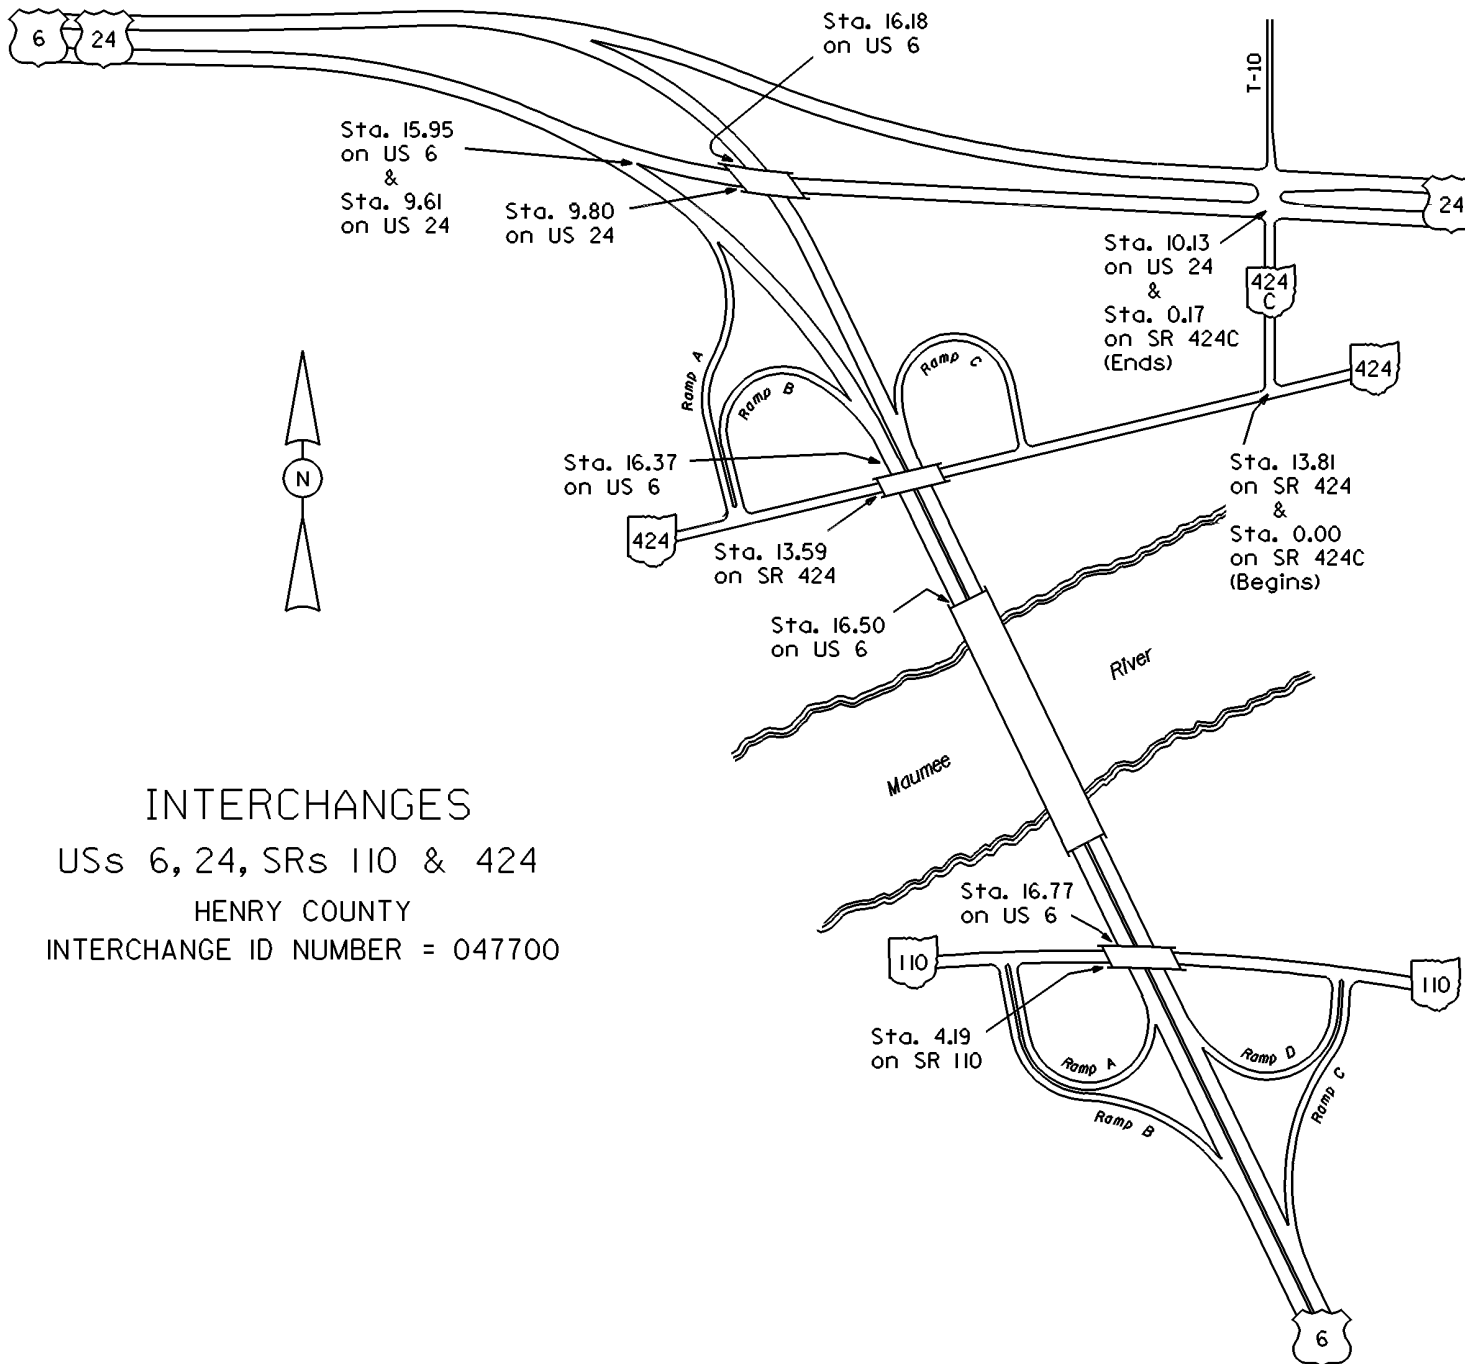 6
24
Sta. 16.18
on US 6
T-10
Sta. 15.95
on US 6
&
Sta. 9.61
on US 24
Sta. 9.80
on US 24
24
Sta. 10.13
on US 24
&
Sta. 0.17
on SR 424C
(Ends)
424
C
Ramp A
Ramp B
Ramp C
424
N
Sta. 16.37
on US 6
424
Sta. 13.59
on SR 424
Sta. 13.81
on SR 424
&
Sta. 0.00
on SR 424C
(Begins)
Sta. 16.50
on US 6
River
Maumee
INTERCHANGES
USs 6, 24, SRs 110 & 424
HENRY COUNTY
INTERCHANGE ID NUMBER = 047700
Sta. 16.77
on US 6
110
110
Sta. 4.19
on SR 110
Ramp A
Ramp D
Ramp B
Ramp C
6